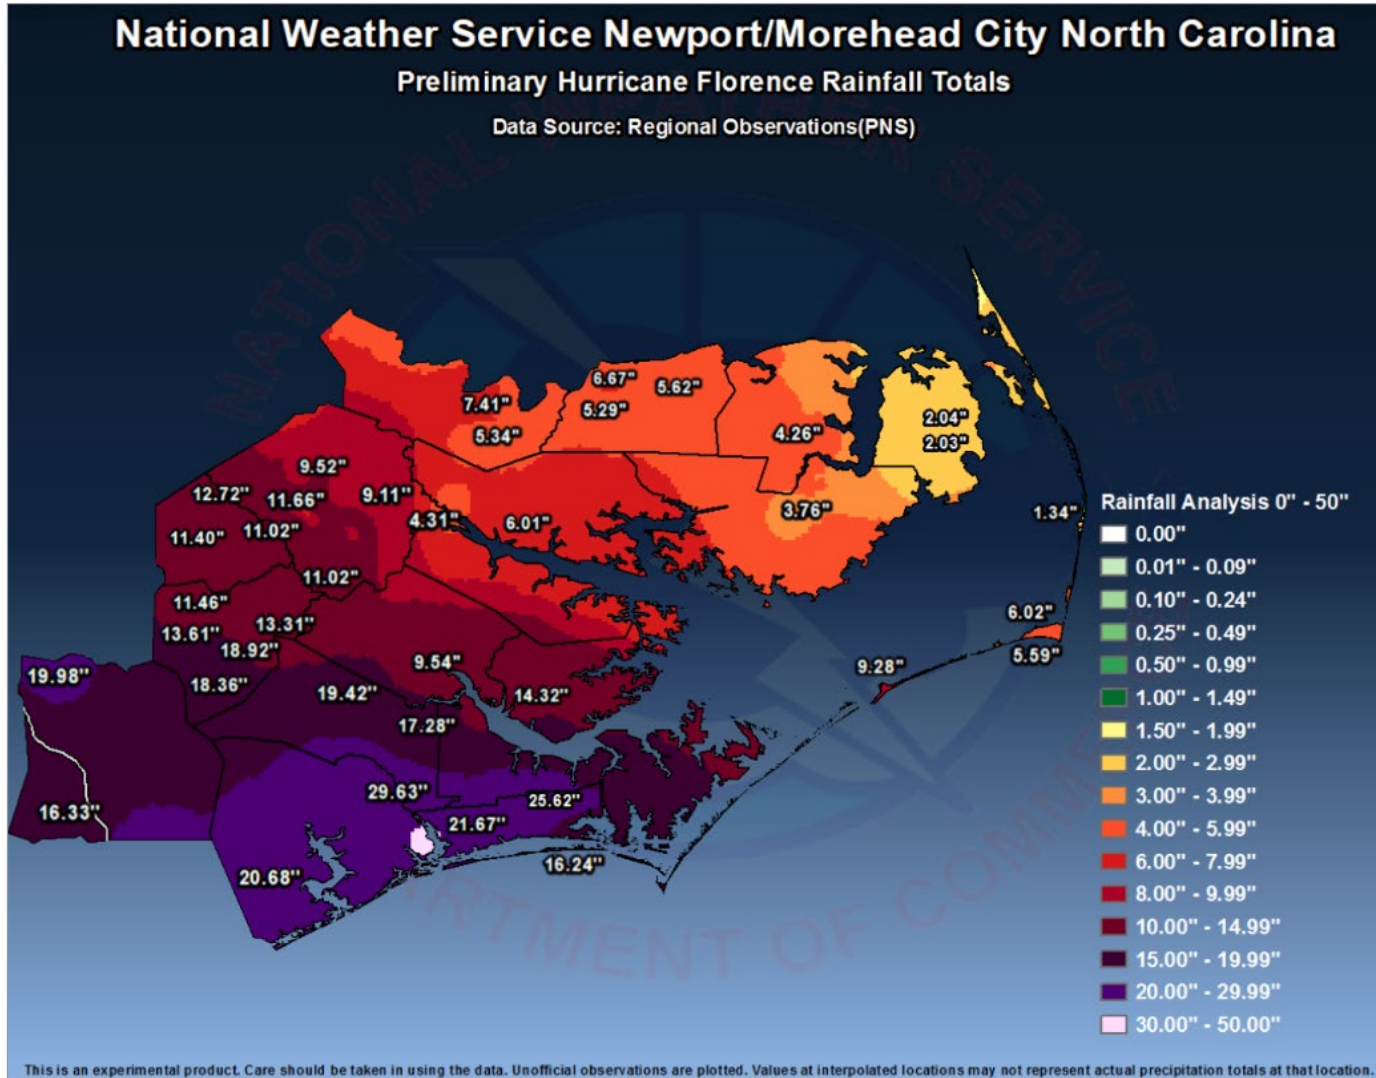 National Weather Service Newport/Morehead City North Carolina
Preliminary Hurricane Florence Rainfall Totals
Data Source: Regional Observations(PNS)
NATIONAL WEATHER SERVICE
6.67"
5.62"
7.41"
5.29"
5.34"
4.26"
2.04"
2.03"
9.52"
12.72"
11.66"
9.11"
4.31"
6.01"
3.76"
1.34"
11.40"
11.02"
11.02"
11.46"
13.31"
6.02"
13.61"
18.92"
5.59"
19.98"
18.36"
19.42"
9.54"
14.32"
9.28"
17.28"
29.63"
25.62"
16.33"
21.67"
16.24"
20.68"
Rainfall Analysis 0" - 50"
0.00"
0.01" - 0.09"
0.10" - 0.24"
0.25" - 0.49"
0.50" - 0.99"
1.00" - 1.49"
1.50" - 1.99"
2.00" - 2.99"
3.00" - 3.99"
4.00" - 5.99"
6.00" - 7.99"
8.00" - 9.99"
10.00" - 14.99"
15.00" - 19.99"
20.00" - 29.99"
30.00" - 50.00"
This is an experimental product. Care should be taken in using the data. Unofficial observations are plotted. Values at interpolated locations may not represent actual precipitation totals at that location.